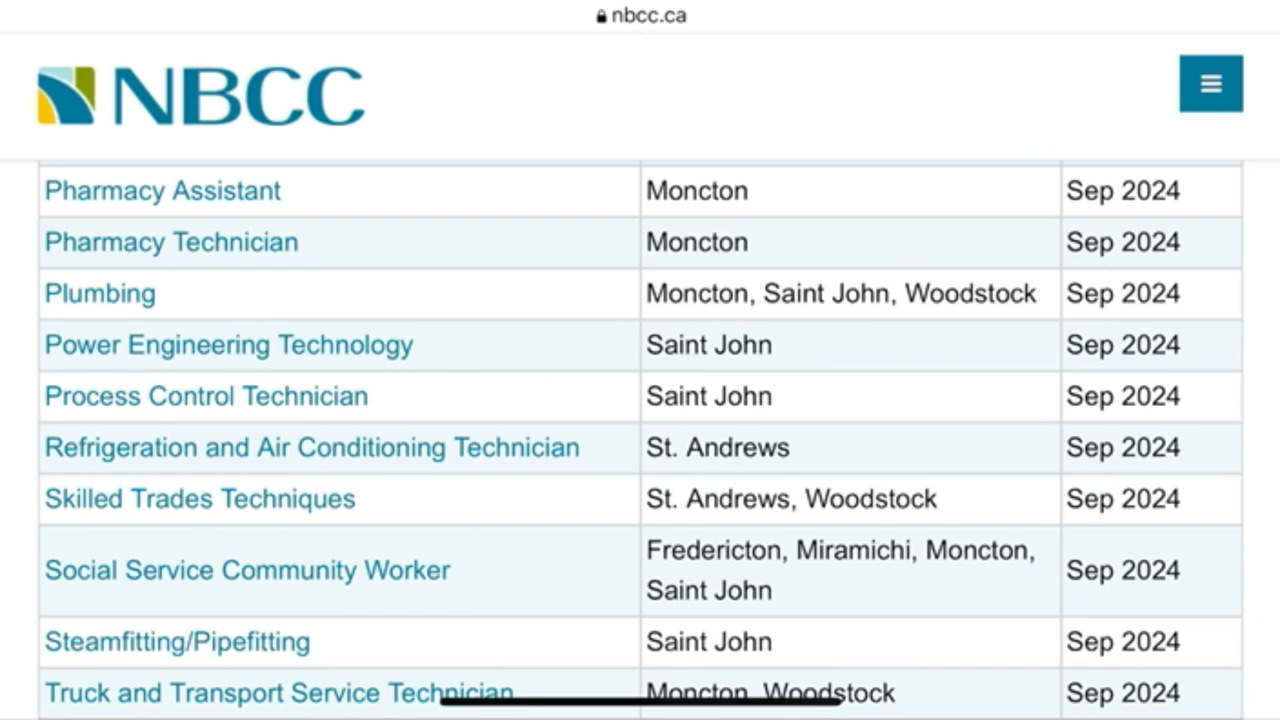 nbcc.ca
NBCC
Pharmacy Assistant Moncton Sep 2024
Pharmacy Technician Moncton Sep 2024
Plumbing Moncton, Saint John, Woodstock Sep 2024
Power Engineering Technology Saint John Sep 2024
Process Control Technician Saint John Sep 2024
Refrigeration and Air Conditioning Technician St. Andrews Sep 2024
Skilled Trades Techniques St. Andrews, Woodstock Sep 2024
Social Service Community Worker Fredericton, Miramichi, Moncton,
Saint John Sep 2024
Steamfitting/Pipefitting Saint John Sep 2024
Truck and Transport Service Technician Moncton, Woodstock Sep 2024